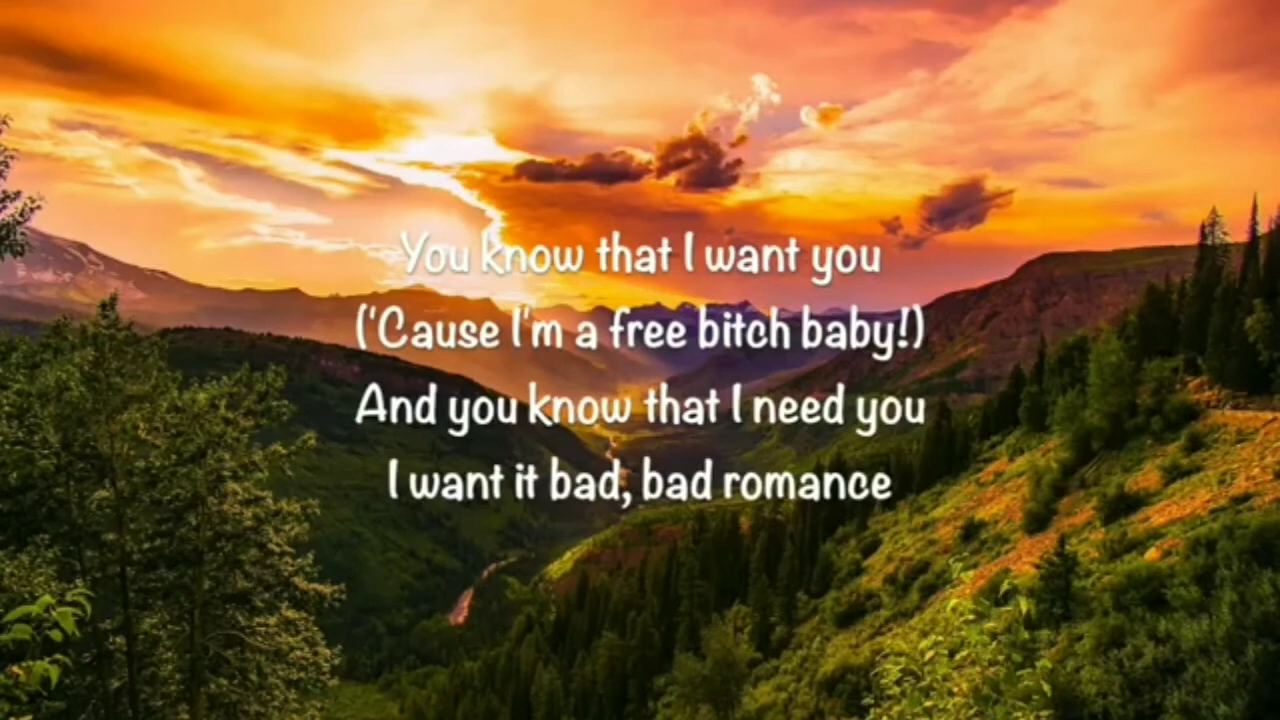 You know that I want you
('Cause I'm a free bitch baby!)
And you know that I need you
I want it bad, bad romance